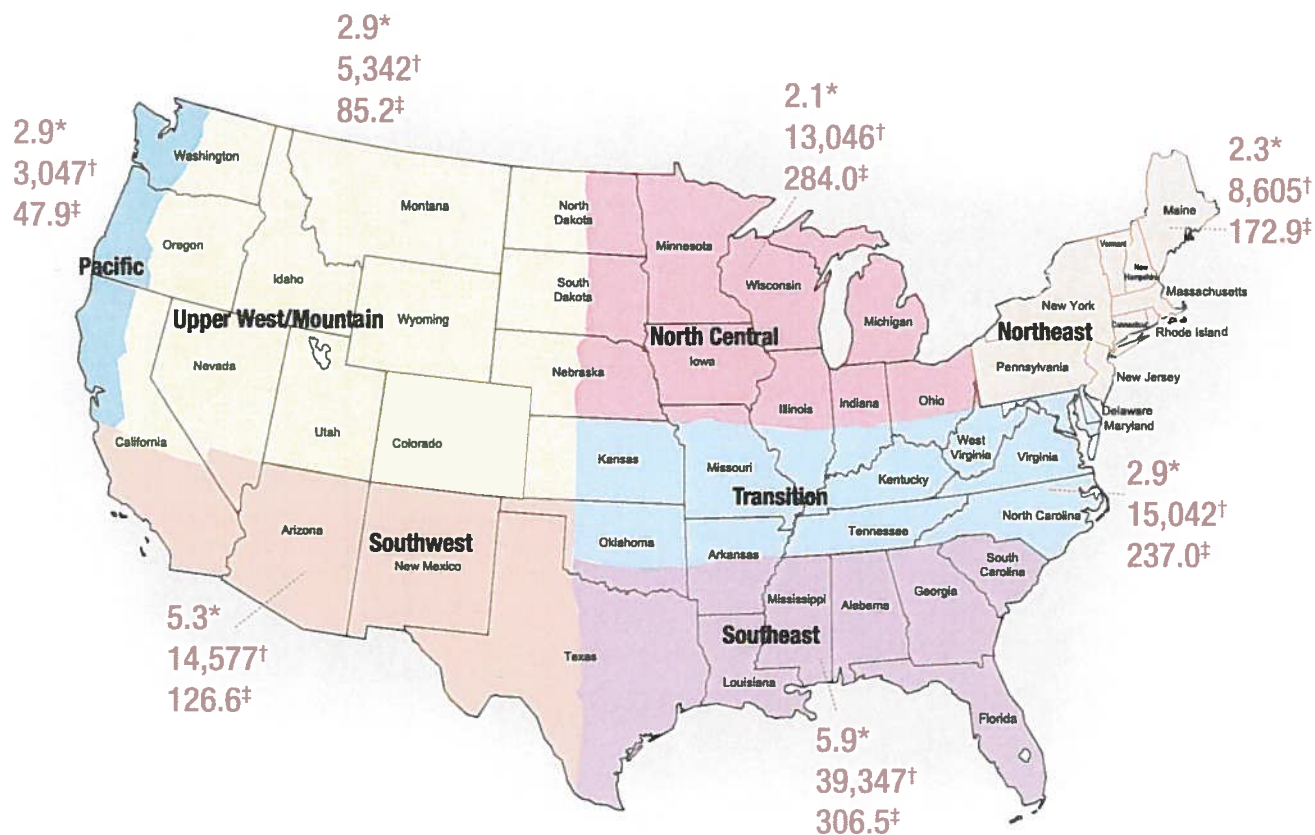 2.9*
5,342†
85.2‡
2.1*
13,046†
284.0‡
2.9*
3,047†
47.9‡
2.3*
8,605†
172.9‡
Washington
Montana
North
Dakota
Minnesota
Maine
Vermont
New
Hampshire
Oregon
Pacific
Idaho
South
Dakota
Wisconsin
Michigan
New York
Massachusetts
Upper West/Mountain
Wyoming
North Central
Northeast
Connecticut
Rhode Island
Nevada
Nebraska
Iowa
Pennsylvania
New Jersey
Illinois
Indiana
Ohio
Delaware
Maryland
California
Utah
Colorado
Kansas
Missouri
West
Virginia
Virginia
Kentucky
Transition
2.9*
15,042†
237.0‡
North Carolina
Tennessee
Arizona
Southwest
New Mexico
Oklahoma
Arkansas
South
Carolina
Mississippi
Alabama
Georgia
5.3*
14,577†
126.6‡
Southeast
Texas
Louisiana
Florida
5.9*
39,347†
306.5‡